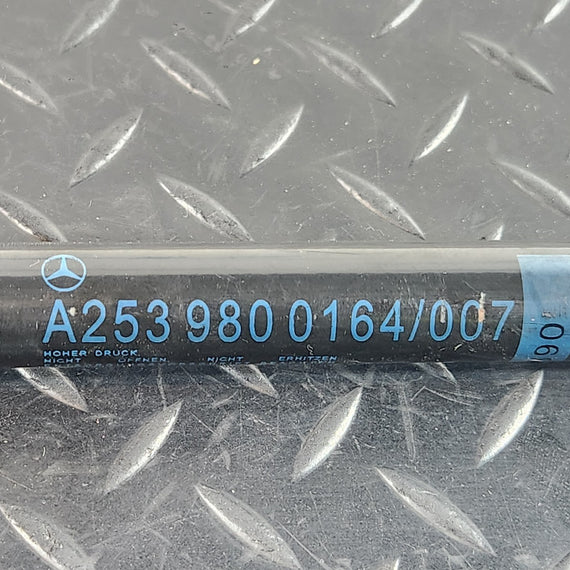 A253 980 0164/007
HOHER DRUCK
NICHT ÖFFNEN NICHT ERHITZEN